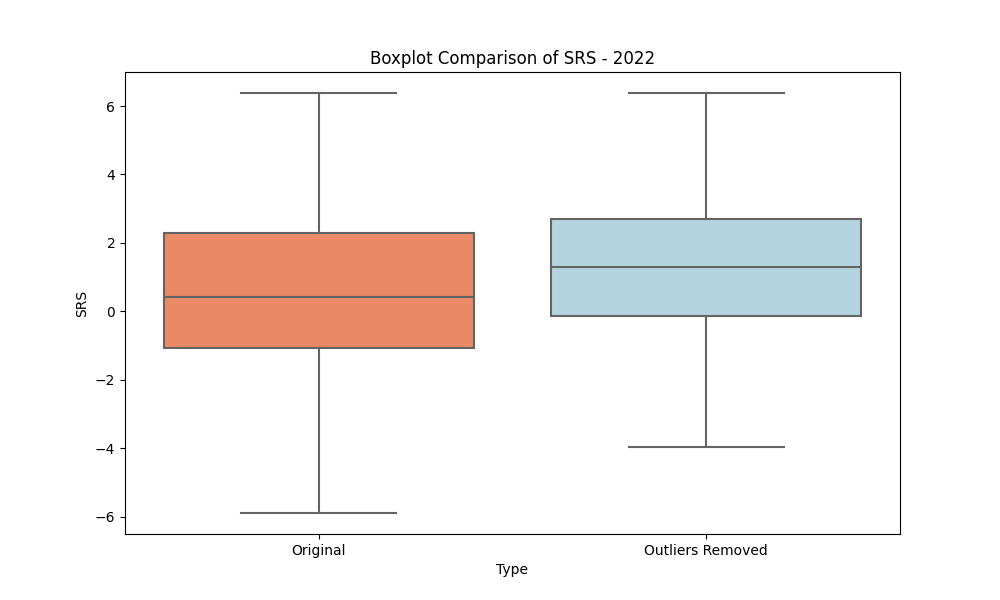 Boxplot Comparison of SRS - 2022
6
4
2
0
−2
−4
−6
SRS
Original
Outliers Removed
Type